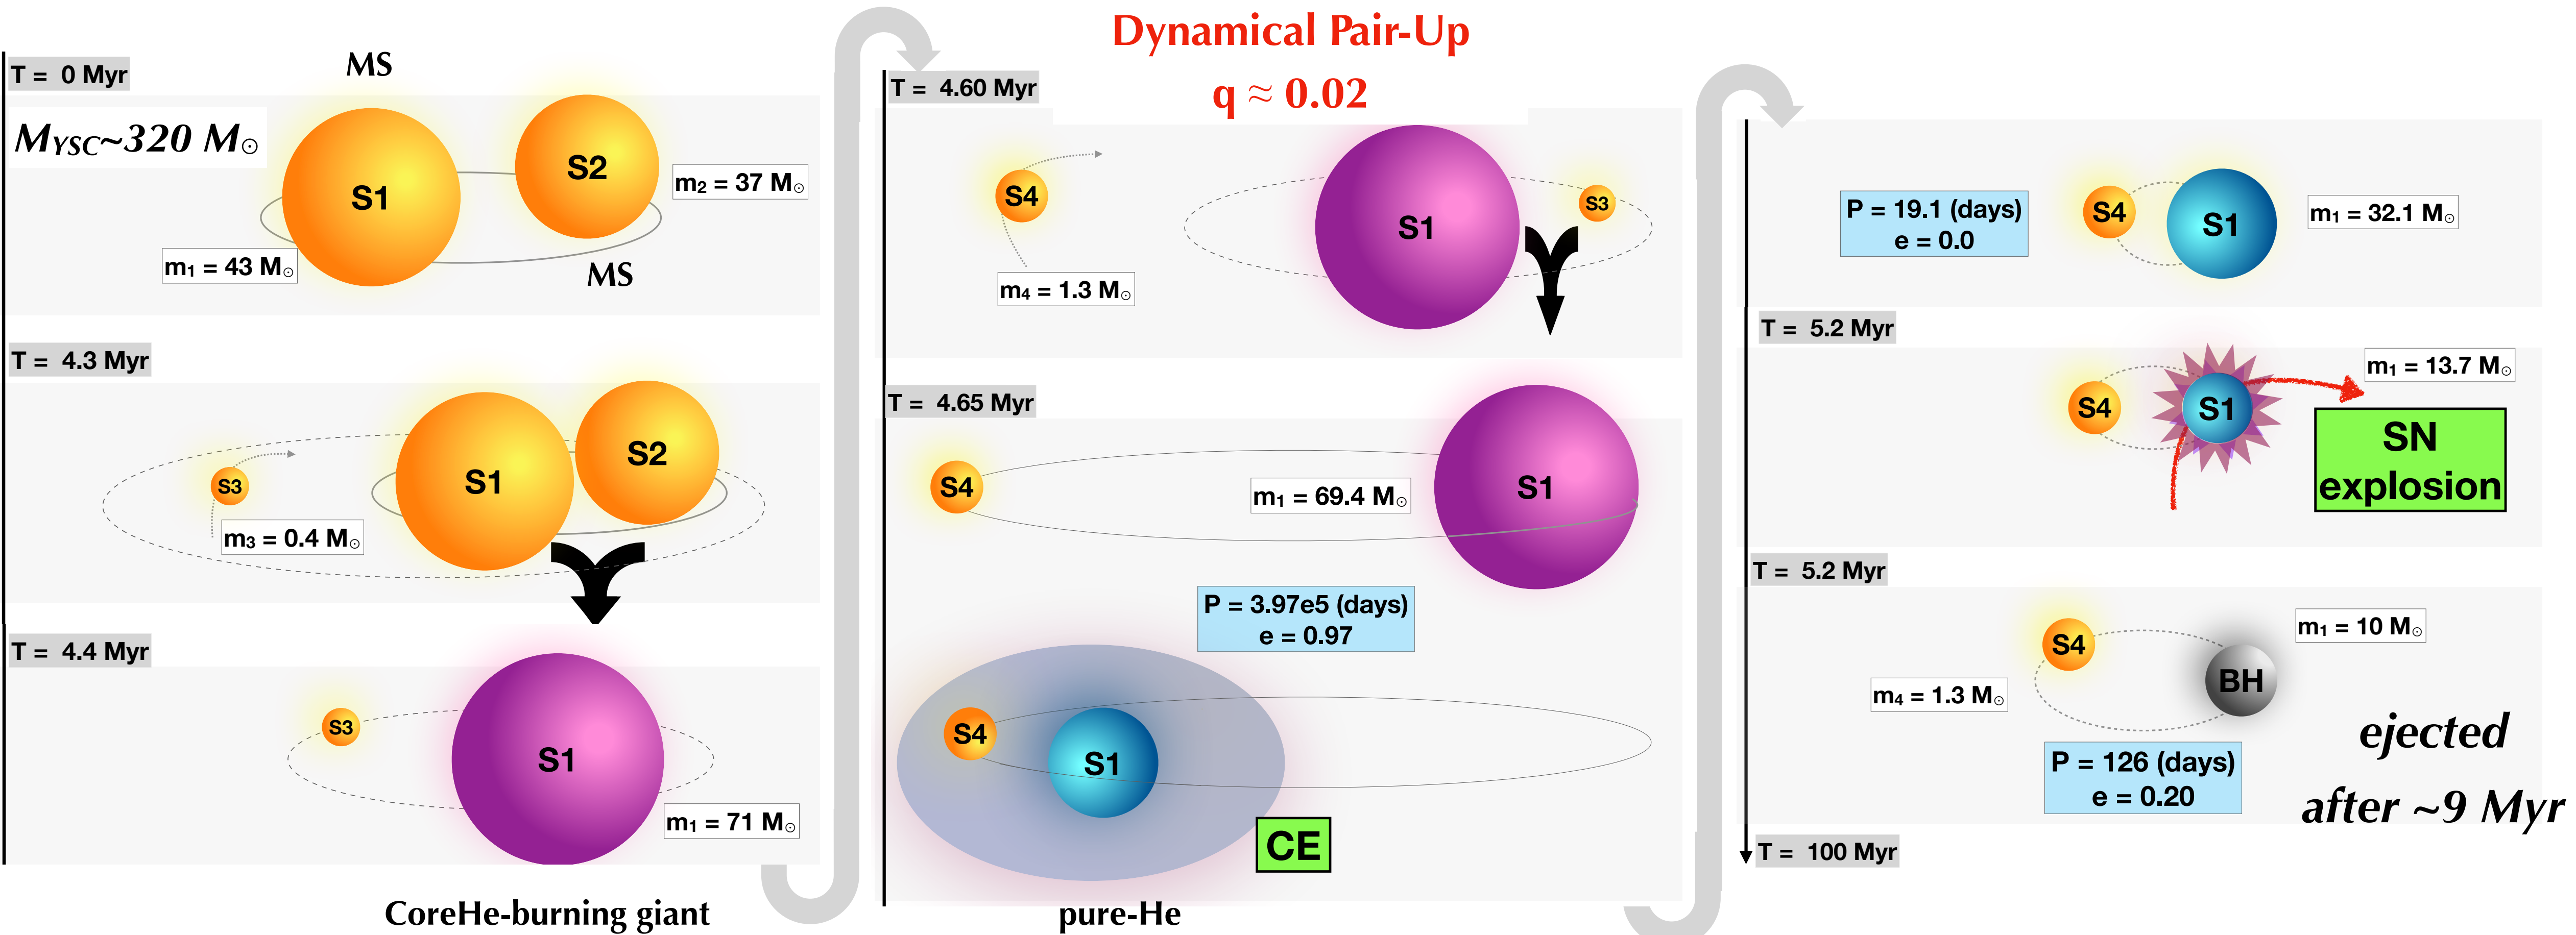 T = 0 Myr
MS
M_YSC~320 M⊙
S1
S2
m₂ = 37 M⊙
m₁ = 43 M⊙
MS
T = 4.3 Myr
S3
S1
S2
m₃ = 0.4 M⊙
T = 4.4 Myr
S3
S1
m₁ = 71 M⊙
CoreHe-burning giant
Dynamical Pair-Up
q ≈ 0.02
T = 4.60 Myr
S4
S1
S3
m₄ = 1.3 M⊙
T = 4.65 Myr
S4
m₁ = 69.4 M⊙
S1
P = 3.97e5 (days)
e = 0.97
S4
S1
CE
pure-He
P = 19.1 (days)
e = 0.0
S4
S1
m₁ = 32.1 M⊙
T = 5.2 Myr
m₁ = 13.7 M⊙
S4
S1
SN
explosion
T = 5.2 Myr
m₁ = 10 M⊙
S4
BH
m₄ = 1.3 M⊙
P = 126 (days)
e = 0.20
ejected
after ~9 Myr
T = 100 Myr